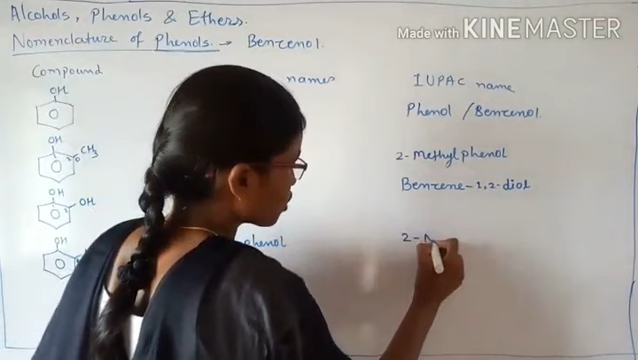 Alcohols, Phenols & Ethers.
Made with KINEMASTER
Nomenclature of Phenols. → Benzenol.
Compound names IUPAC name
OH
Phenol / Benzenol.
OH
CH3
2-Methylphenol
OH
OH
Benzene-1,2-diol
OH
phenol
2-